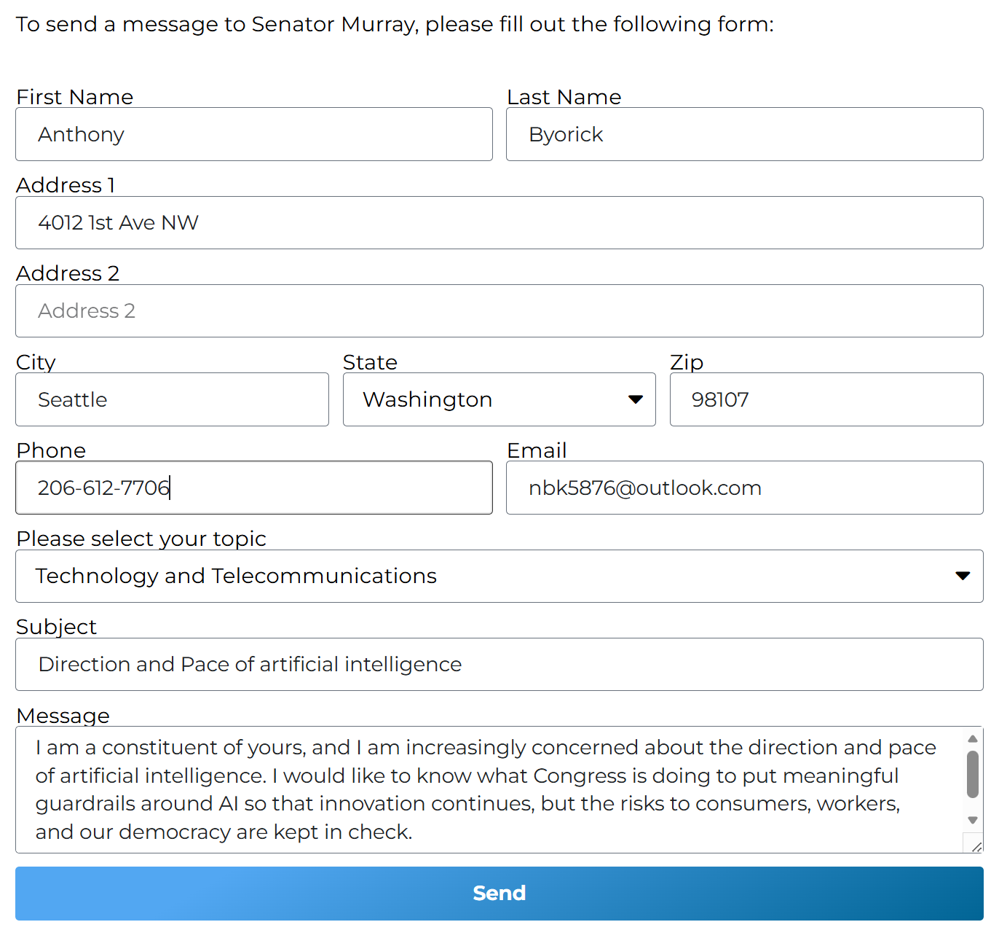 To send a message to Senator Murray, please fill out the following form:
First Name
Last Name
Anthony
Byorick
Address 1
4012 1st Ave NW
Address 2
Address 2
City
State
Zip
Seattle
Washington
98107
Phone
Email
206-612-7706
nbk5876@outlook.com
Please select your topic
Technology and Telecommunications
Subject
Direction and Pace of artificial intelligence
Message
I am a constituent of yours, and I am increasingly concerned about the direction and pace
of artificial intelligence. I would like to know what Congress is doing to put meaningful
guardrails around AI so that innovation continues, but the risks to consumers, workers,
and our democracy are kept in check.
Send